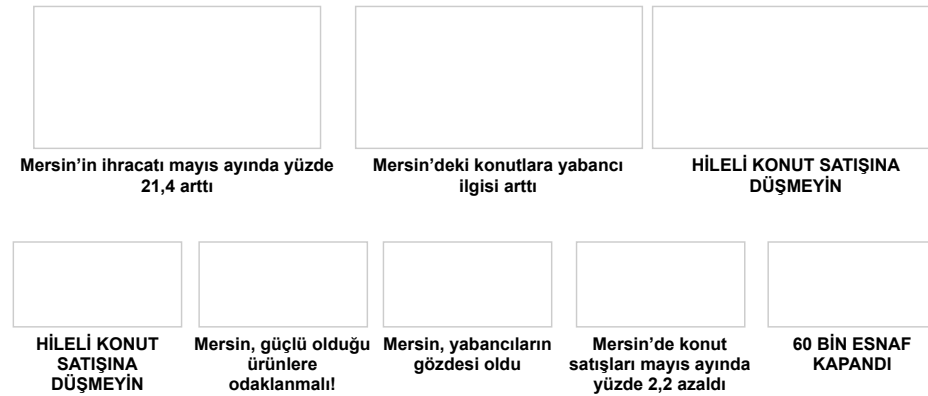 Mersin’in ihracatı mayıs ayında yüzde
21,4 arttı
Mersin’deki konutlara yabancı
ilgisi arttı
HİLELİ KONUT SATIŞINA
DÜŞMEYİN
HİLELİ KONUT
SATIŞINA
DÜŞMEYİN
Mersin, güçlü olduğu
ürünlere
odaklanmalı!
Mersin, yabancıların
gözdesi oldu
Mersin’de konut
satışları mayıs ayında
yüzde 2,2 azaldı
60 BİN ESNAF
KAPANDI